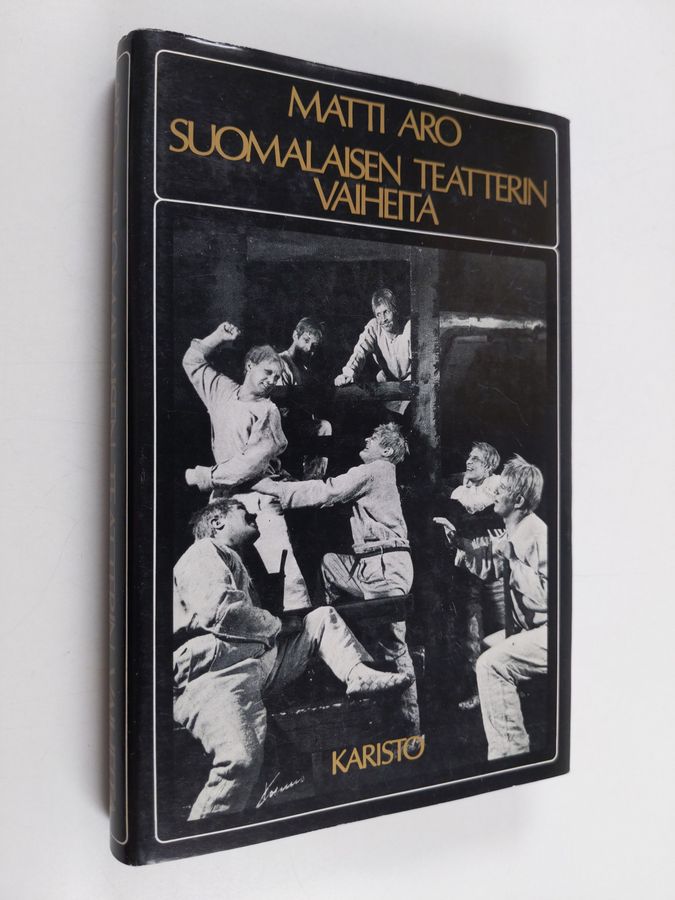 MATTI ARO
SUOMALAISEN TEATTERIN
VAIHEITA
KARISTO